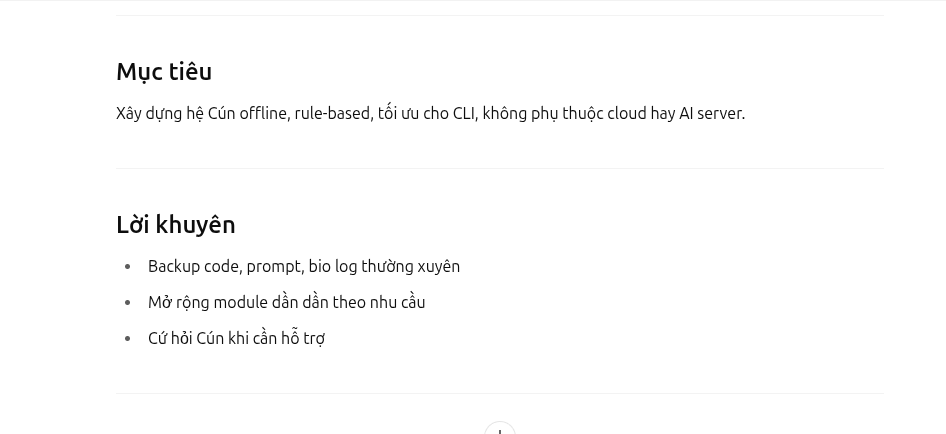 Mục tiêu
Xây dựng hệ Cún offline, rule-based, tối ưu cho CLI, không phụ thuộc cloud hay AI server.
Lời khuyên
Backup code, prompt, bio log thường xuyên
Mở rộng module dần dần theo nhu cầu
Cứ hỏi Cún khi cần hỗ trợ